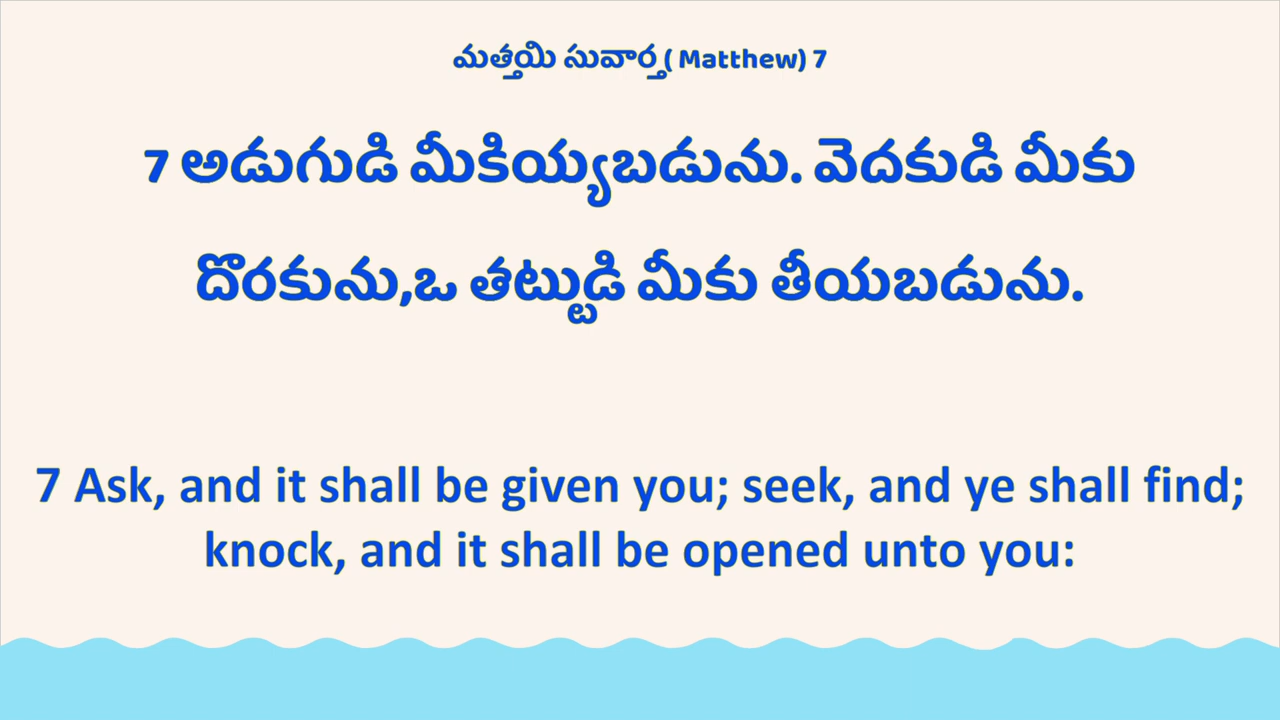 మత్తయి సువార్త( Matthew) 7
7 అడుగుడి మీకియ్యబడును. వెదకుడి మీకు
దొరకును,ఒ తట్టుడి మీకు తీయబడును.
7 Ask, and it shall be given you; seek, and ye shall find;
knock, and it shall be opened unto you: